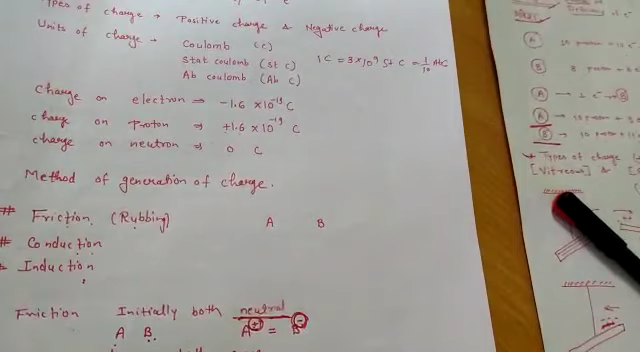 Types of charge → Positive charge & Negative charge
Units of charge → Coulomb (C)
Stat coulomb (St C) 1C = 3×10⁹ St C = 1/10 AbC
Ab coulomb (Ab C)
Charge on electron ⇒ -1.6 ×10⁻¹⁹ C
charge on proton ⇒ +1.6 ×10⁻¹⁹ C
charge on neutron ⇒ 0 C
Method of generation of charge.
# Friction (Rubbing) A B
# Conduction
Induction
Friction Initially both neutral
A B A⊕ = B⊖
A
B
A
B
Types of charge
[Vitreous] &